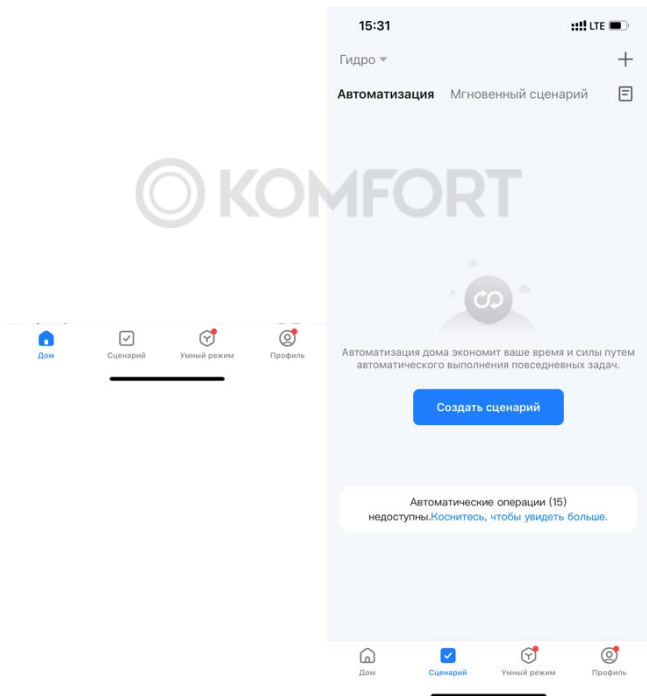 15:31
LTE
Гидро
Автоматизация Мгновенный сценарий
KOMFORT
Автоматизация дома экономит ваше время и силы путем
автоматического выполнения повседневных задач.
Создать сценарий
Автоматические операции (15)
недоступны.Коснитесь, чтобы увидеть больше.
Дом Сценарий Умный режим Профиль
Дом Сценарий Умный режим Профиль